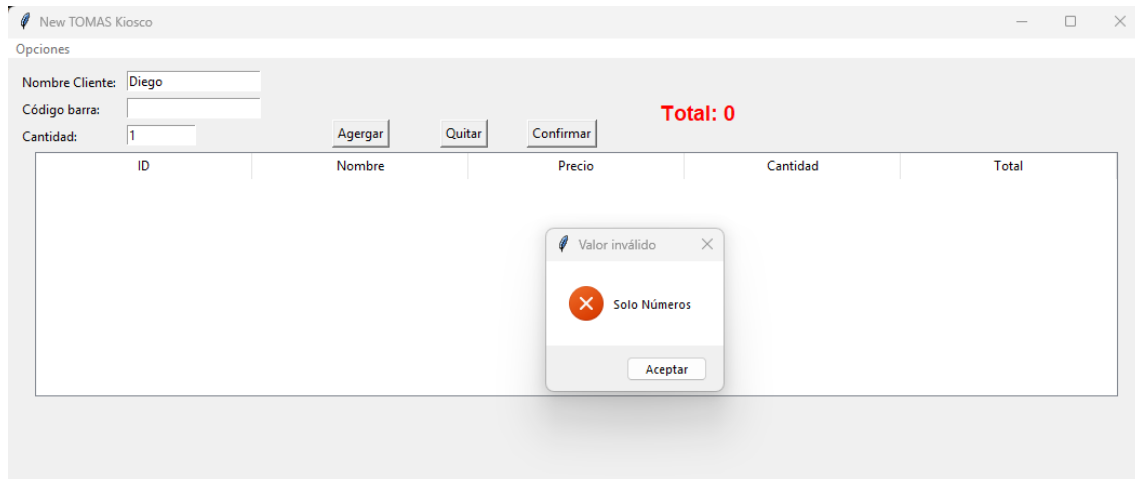 New TOMAS Kiosco
Opciones
Nombre Cliente: Diego
Código barra:
Total: 0
Cantidad: 1 Agergar Quitar Confirmar
ID Nombre Precio Cantidad Total
Valor inválido
Solo Números
Aceptar